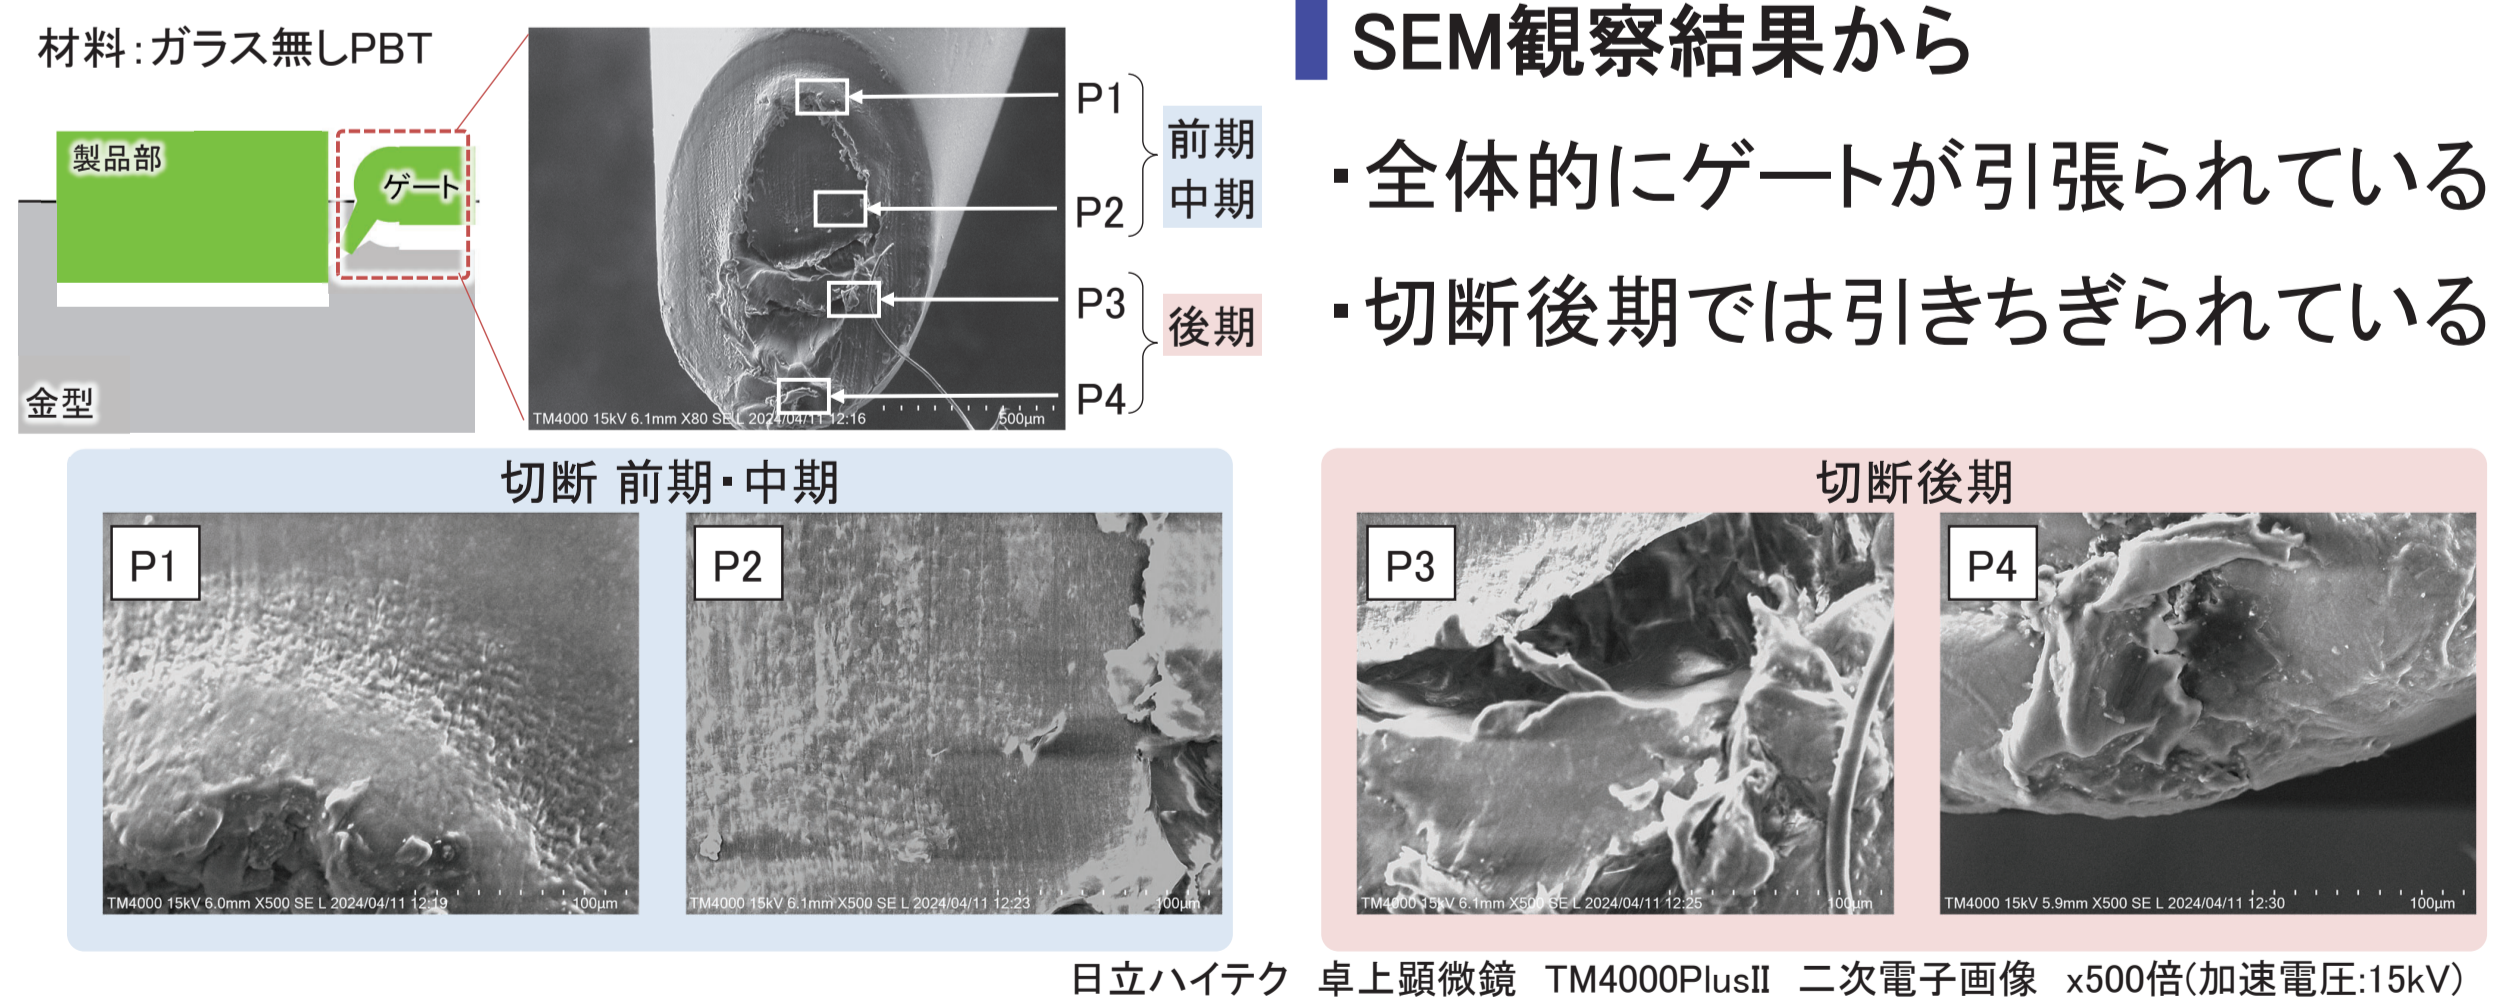 材料：ガラス無しPBT
製品部
ゲート
金型
TM4000 15kV 6.1mm X80 SE L 2024/04/11 12:16 500µm
P1
P2
P3
P4
前期
中期
後期
SEM観察結果から
・全体的にゲートが引張られている
・切断後期では引きちぎられている
切断 前期・中期
P1
TM4000 15kV 6.0mm X500 SE L 2024/04/11 12:19 100µm
P2
TM4000 15kV 6.1mm X500 SE L 2024/04/11 12:23 100µm
切断後期
P3
TM4000 15kV 6.1mm X500 SE L 2024/04/11 12:25 100µm
P4
TM4000 15kV 5.9mm X500 SE L 2024/04/11 12:30 100µm
日立ハイテク 卓上顕微鏡 TM4000PlusⅡ 二次電子画像 x500倍(加速電圧:15kV)